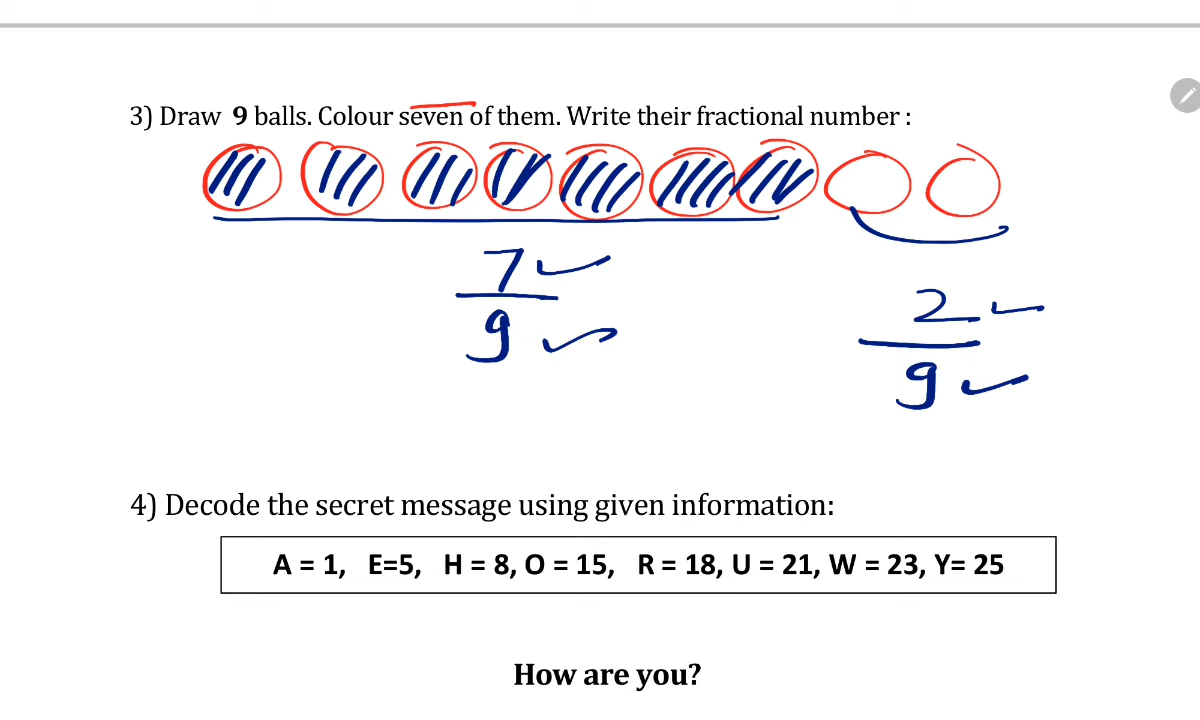 3) Draw 9 balls. Colour seven of them. Write their fractional number :
7
9
2
9
4) Decode the secret message using given information:
A = 1, E=5, H = 8, O = 15, R = 18, U = 21, W = 23, Y= 25
How are you?